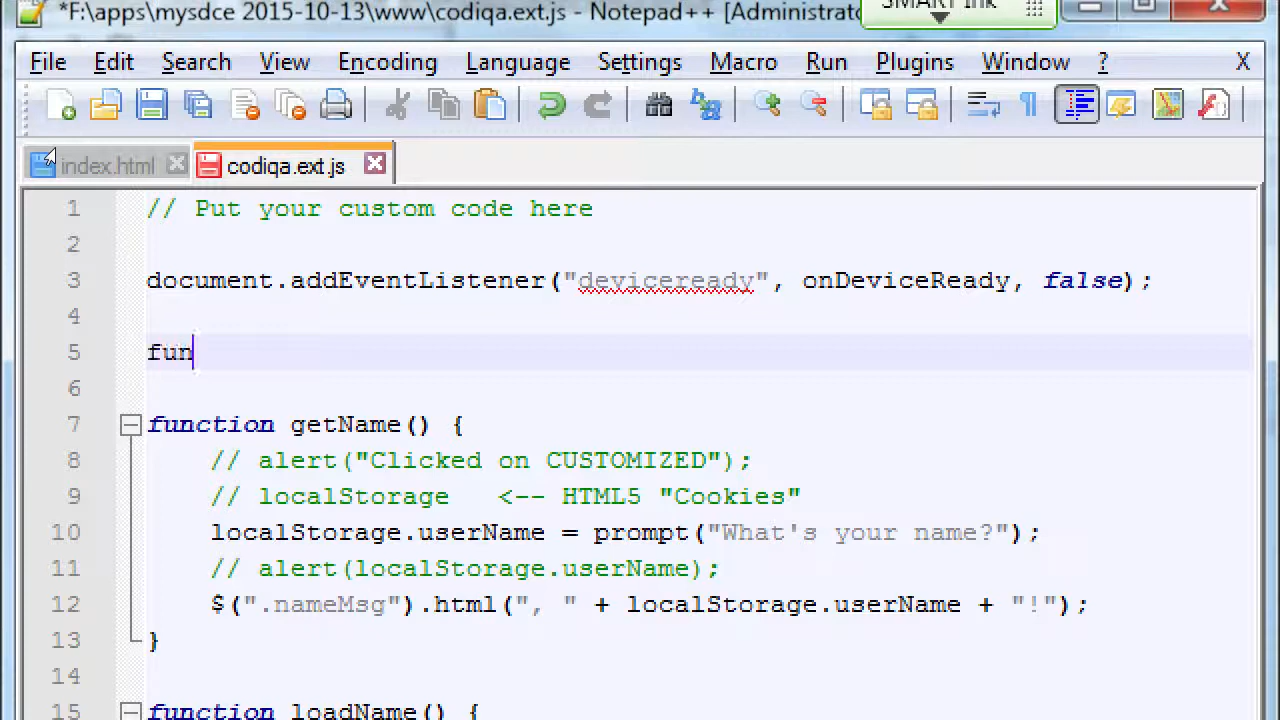 *F:\apps\mysdce 2015-10-13\www\codiqa.ext.js - Notepad++ [Administrato
SMART Ink
File Edit Search View Encoding Language Settings Macro Run Plugins Window ? X
index.html codiqa.ext.js
1 // Put your custom code here
2
3 document.addEventListener("deviceready", onDeviceReady, false);
4
5 fun
6
7 function getName() {
8 // alert("Clicked on CUSTOMIZED");
9 // localStorage <-- HTML5 "Cookies"
10 localStorage.userName = prompt("What's your name?");
11 // alert(localStorage.userName);
12 $(".nameMsg").html(", " + localStorage.userName + "!");
13 }
14
15 function loadName() {